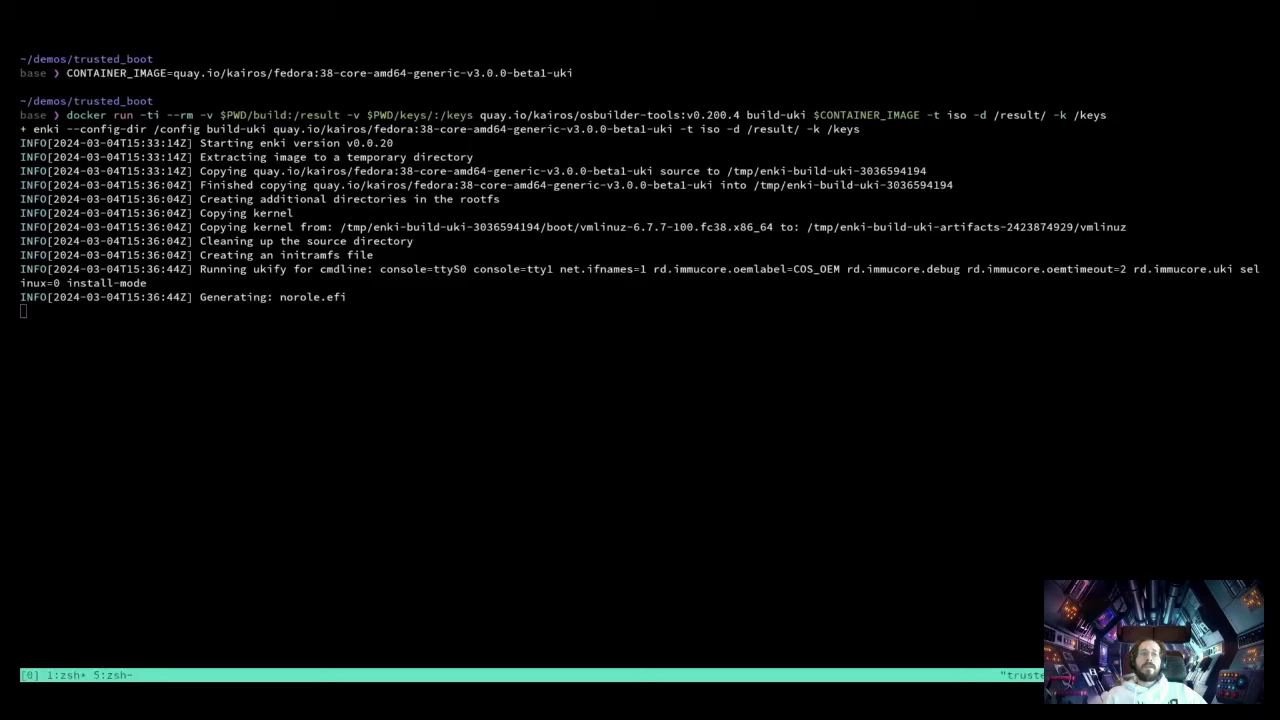 ~/demos/trusted_boot
base ❯ CONTAINER_IMAGE=quay.io/kairos/fedora:38-core-amd64-generic-v3.0.0-beta1-uki
~/demos/trusted_boot
base ❯ docker run -ti --rm -v $PWD/build:/result -v $PWD/keys/:/keys quay.io/kairos/osbuilder-tools:v0.200.4 build-uki $CONTAINER_IMAGE -t iso -d /result/ -k /keys
+ enki --config-dir /config build-uki quay.io/kairos/fedora:38-core-amd64-generic-v3.0.0-beta1-uki -t iso -d /result/ -k /keys
INFO[2024-03-04T15:33:14Z] Starting enki version v0.0.20
INFO[2024-03-04T15:33:14Z] Extracting image to a temporary directory
INFO[2024-03-04T15:33:14Z] Copying quay.io/kairos/fedora:38-core-amd64-generic-v3.0.0-beta1-uki source to /tmp/enki-build-uki-3036594194
INFO[2024-03-04T15:36:04Z] Finished copying quay.io/kairos/fedora:38-core-amd64-generic-v3.0.0-beta1-uki into /tmp/enki-build-uki-3036594194
INFO[2024-03-04T15:36:04Z] Creating additional directories in the rootfs
INFO[2024-03-04T15:36:04Z] Copying kernel
INFO[2024-03-04T15:36:04Z] Copying kernel from: /tmp/enki-build-uki-3036594194/boot/vmlinuz-6.7.7-100.fc38.x86_64 to: /tmp/enki-build-uki-artifacts-2423874929/vmlinuz
INFO[2024-03-04T15:36:04Z] Cleaning up the source directory
INFO[2024-03-04T15:36:04Z] Creating an initramfs file
INFO[2024-03-04T15:36:44Z] Running ukify for cmdline: console=ttyS0 console=tty1 net.ifnames=1 rd.immucore.oemlabel=COS_OEM rd.immucore.debug rd.immucore.oemtimeout=2 rd.immucore.uki sel
inux=0 install-mode
INFO[2024-03-04T15:36:44Z] Generating: norole.efi
[0] 1:zsh* 5:zsh- "truste